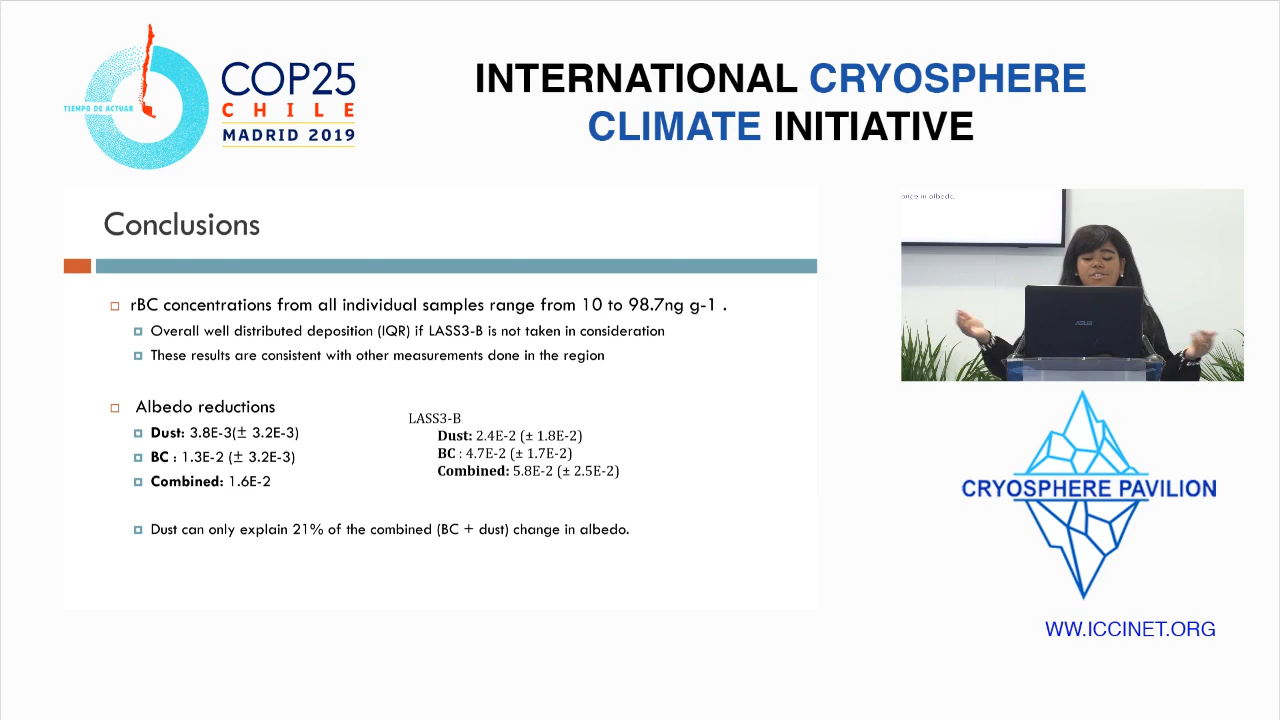 TIEMPO DE ACTUAR
COP25
CHILE
MADRID 2019
INTERNATIONAL CRYOSPHERE
CLIMATE INITIATIVE
Conclusions
rBC concentrations from all individual samples range from 10 to 98.7ng g-1 .
Overall well distributed deposition (IQR) if LASS3-B is not taken in consideration
These results are consistent with other measurements done in the region
Albedo reductions
Dust: 3.8E-3(± 3.2E-3)
BC : 1.3E-2 (± 3.2E-3)
Combined: 1.6E-2
LASS3-B
Dust: 2.4E-2 (± 1.8E-2)
BC : 4.7E-2 (± 1.7E-2)
Combined: 5.8E-2 (± 2.5E-2)
Dust can only explain 21% of the combined (BC + dust) change in albedo.
ange in albedo.
ASUS
CRYOSPHERE PAVILION
WW.ICCINET.ORG